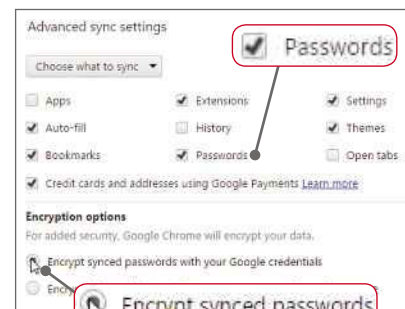 Advanced sync settings
Passwords
Choose what to sync
Apps
Extensions
Settings
Auto-fill
History
Themes
Bookmarks
Passwords
Open tabs
Credit cards and addresses using Google Payments Learn more
Encryption options
For added security, Google Chrome will encrypt your data.
Encrypt synced passwords with your Google credentials
Encrypt synced passwords